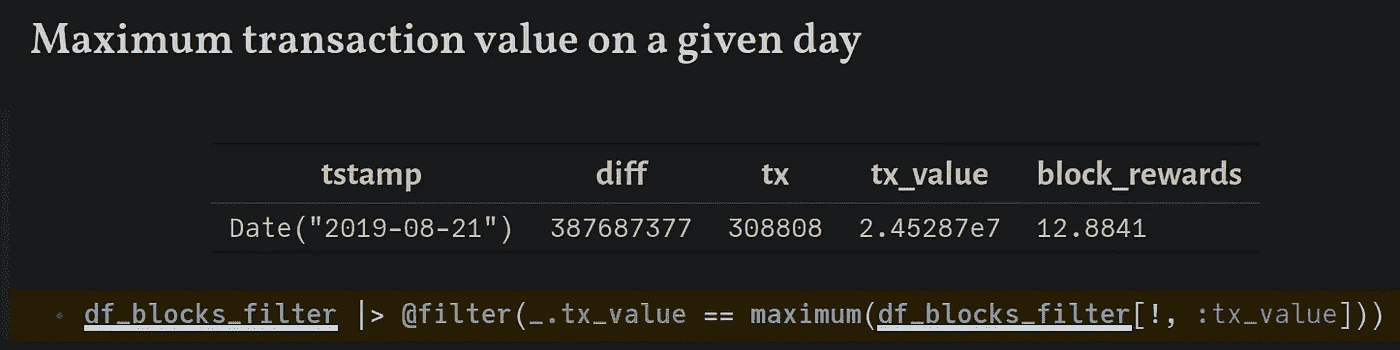 Maximum transaction value on a given day
tstamp diff tx tx_value block_rewards
Date("2019-08-21") 387687377 308808 2.45287e7 12.8841
df_blocks_filter |> @filter(_.tx_value == maximum(df_blocks_filter[!, :tx_value]))